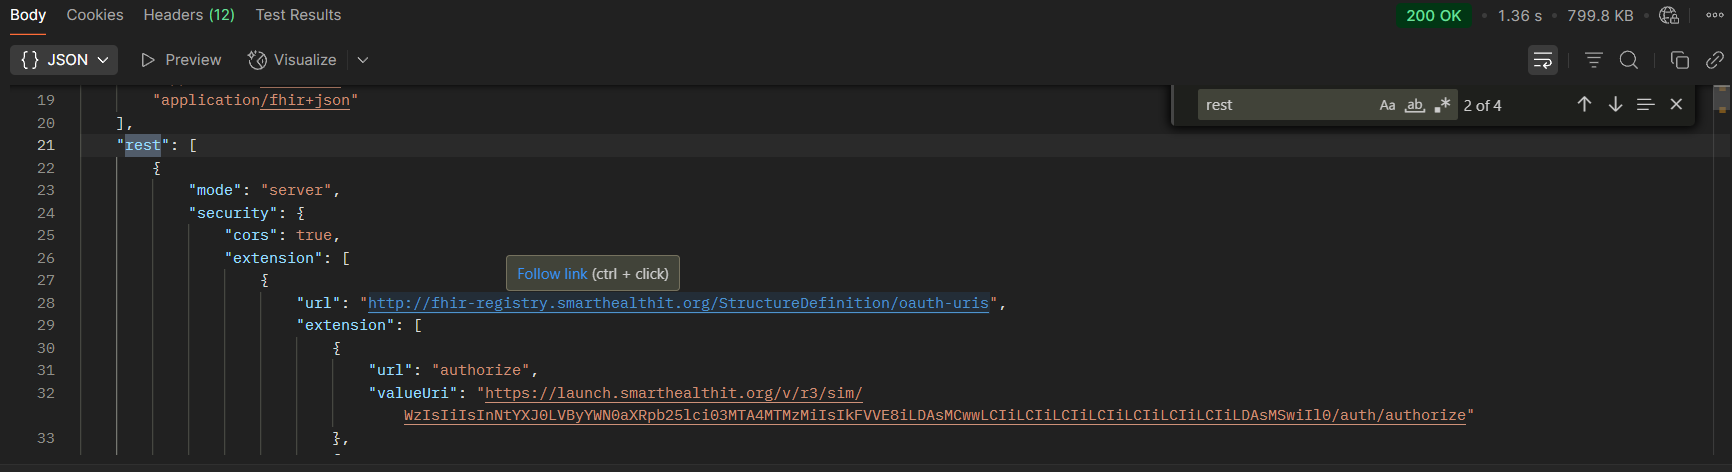 Body Cookies Headers (12) Test Results 200 OK • 1.36 s • 799.8 KB •
{} JSON Preview Visualize
rest Aa ab 2 of 4
19 "application/fhir+json"
20 ],
21 "rest": [
22 {
23 "mode": "server",
24 "security": {
25 "cors": true,
26 "extension": [
Follow link (ctrl + click)
27 {
28 "url": "http://fhir-registry.smarthealthit.org/StructureDefinition/oauth-uris",
29 "extension": [
30 {
31 "url": "authorize",
32 "valueUri": "https://launch.smarthealthit.org/v/r3/sim/
WzIsIiIsInNtYXJ0LVByYWN0aXRpb25lci03MTA4MTMzMiIsIkFVVE8iLDAsMCwwLCIiLCIiLCIiLCIiLCIiLCIiLCIiLDAsMSwiIl0/auth/authorize"
33 },